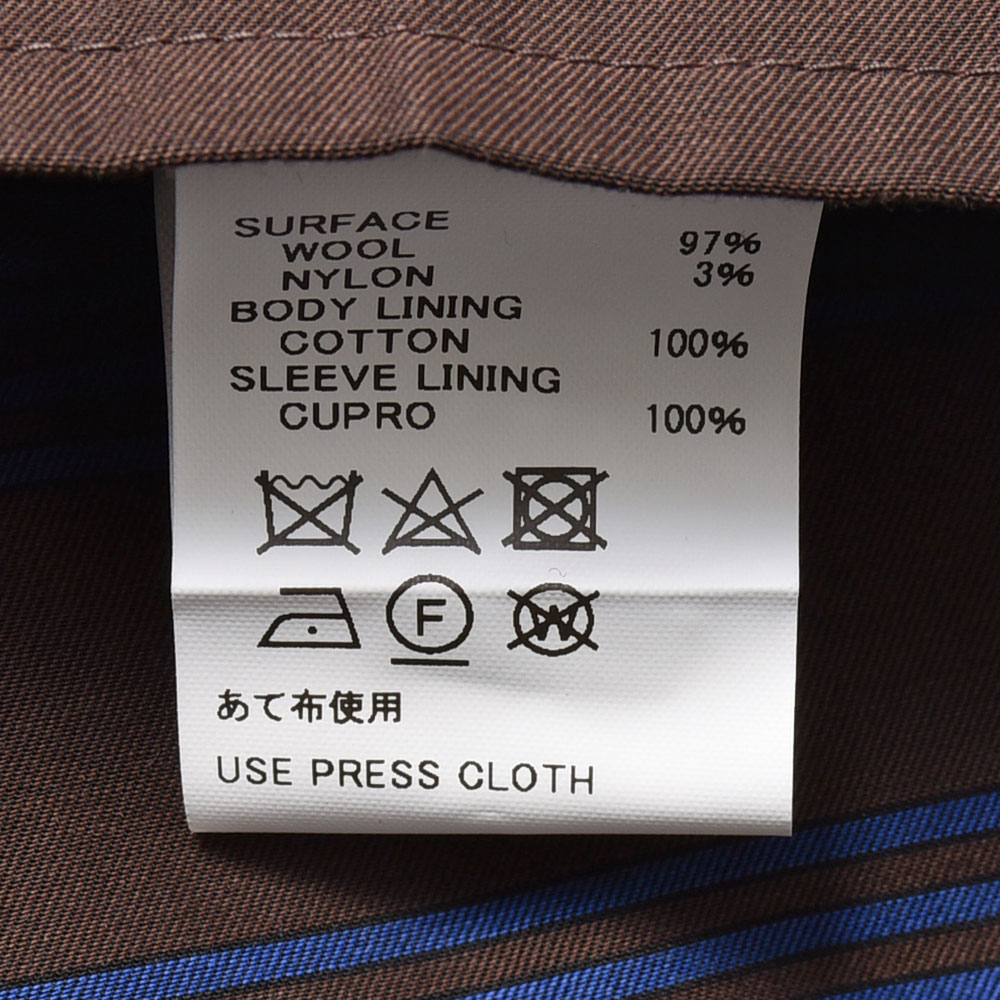 SURFACE
WOOL 97%
NYLON 3%
BODY LINING
COTTON 100%
SLEEVE LINING
CUPRO 100%
F W
あて布使用
USE PRESS CLOTH